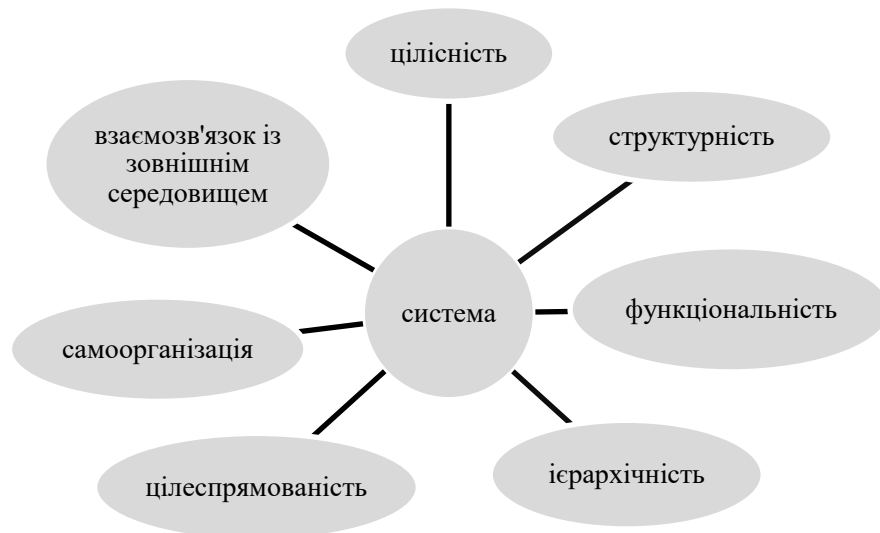 цілісність
структурність
функціональність
ієрархічність
цілеспрямованість
самоорганізація
взаємозв'язок із
зовнішнім
середовищем
система